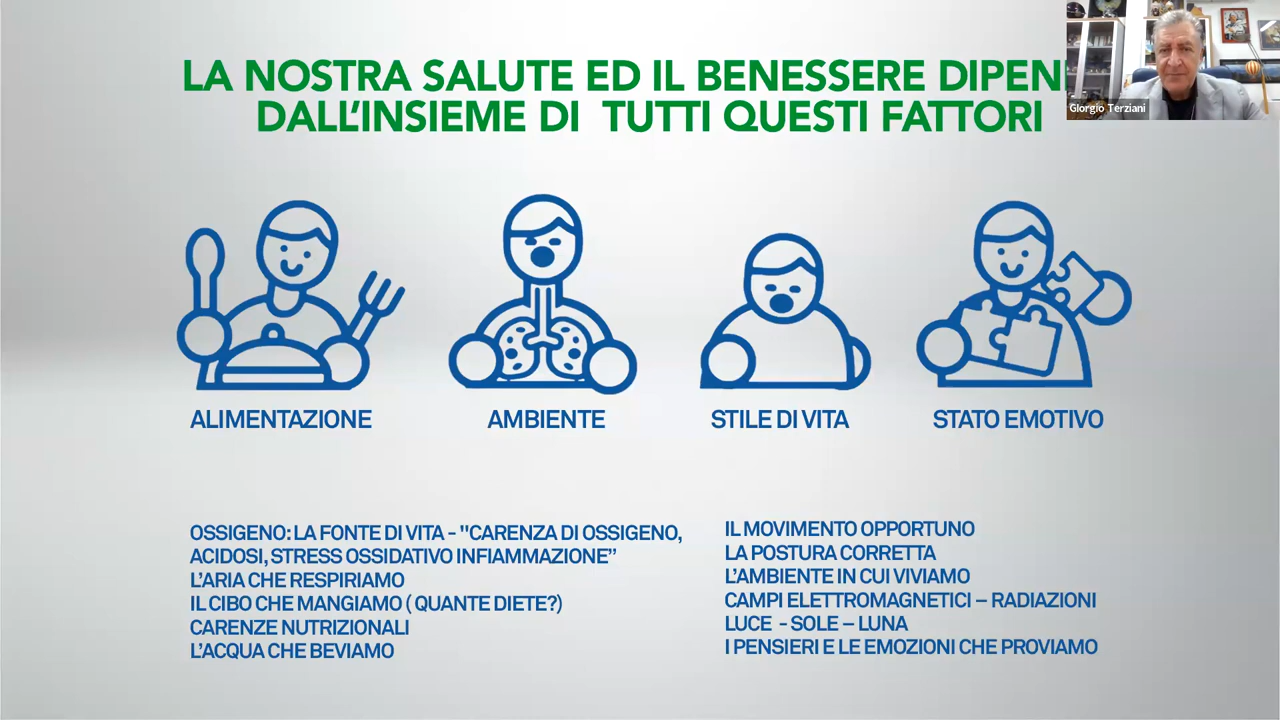 LA NOSTRA SALUTE ED IL BENESSERE DIPEN
DALL'INSIEME DI TUTTI QUESTI FATTORI
Giorgio Terziani
ALIMENTAZIONE
AMBIENTE
STILE DI VITA
STATO EMOTIVO
OSSIGENO: LA FONTE DI VITA - "CARENZA DI OSSIGENO,
ACIDOSI, STRESS OSSIDATIVO INFIAMMAZIONE”
L’ARIA CHE RESPIRIAMO
IL CIBO CHE MANGIAMO ( QUANTE DIETE?)
CARENZE NUTRIZIONALI
L’ACQUA CHE BEVIAMO
IL MOVIMENTO OPPORTUNO
LA POSTURA CORRETTA
L’AMBIENTE IN CUI VIVIAMO
CAMPI ELETTROMAGNETICI – RADIAZIONI
LUCE - SOLE – LUNA
I PENSIERI E LE EMOZIONI CHE PROVIAMO